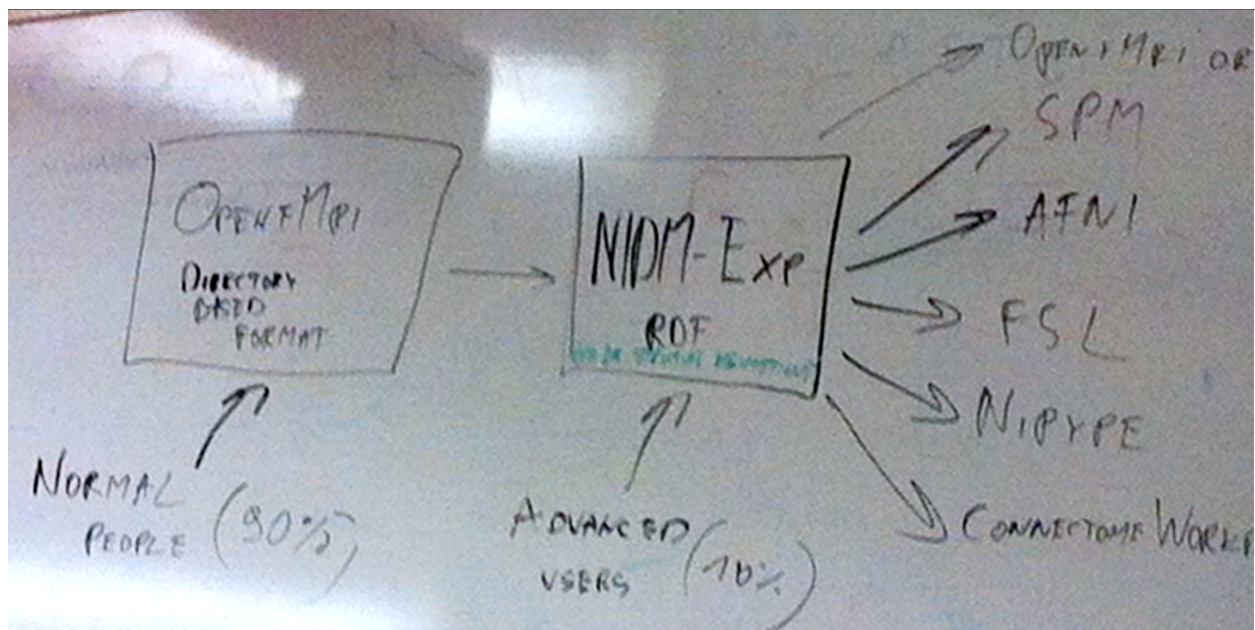 OPENFMRI
DIRECTORY
BASED
FORMAT
NORMAL
PEOPLE (90%)
NIDM-EXP
RDF
ADVANCED
USERS (10%)
OPENFMRI OR
SPM
AFNI
FSL
NIPYPE
CONNECTOME